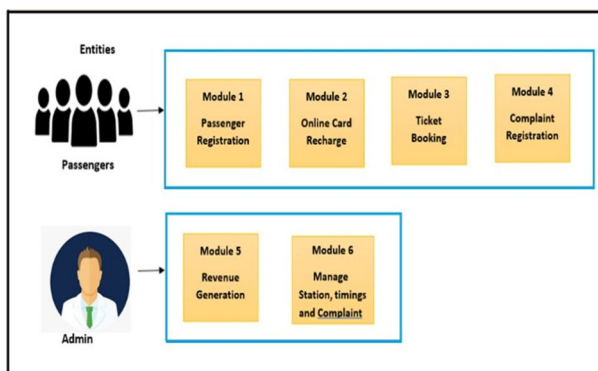 Entities
Passengers
Module 1
Passenger
Registration
Module 2
Online Card
Recharge
Module 3
Ticket
Booking
Module 4
Complaint
Registration
Admin
Module 5
Revenue
Generation
Module 6
Manage
Station, timings
and Complaint